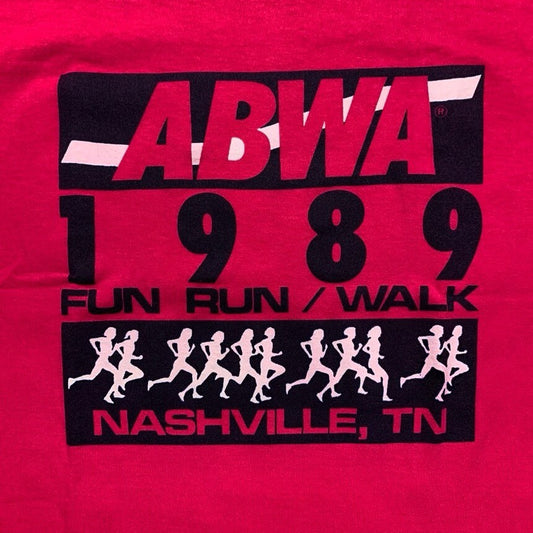 ABWA®
1989
FUN RUN / WALK
NASHVILLE, TN